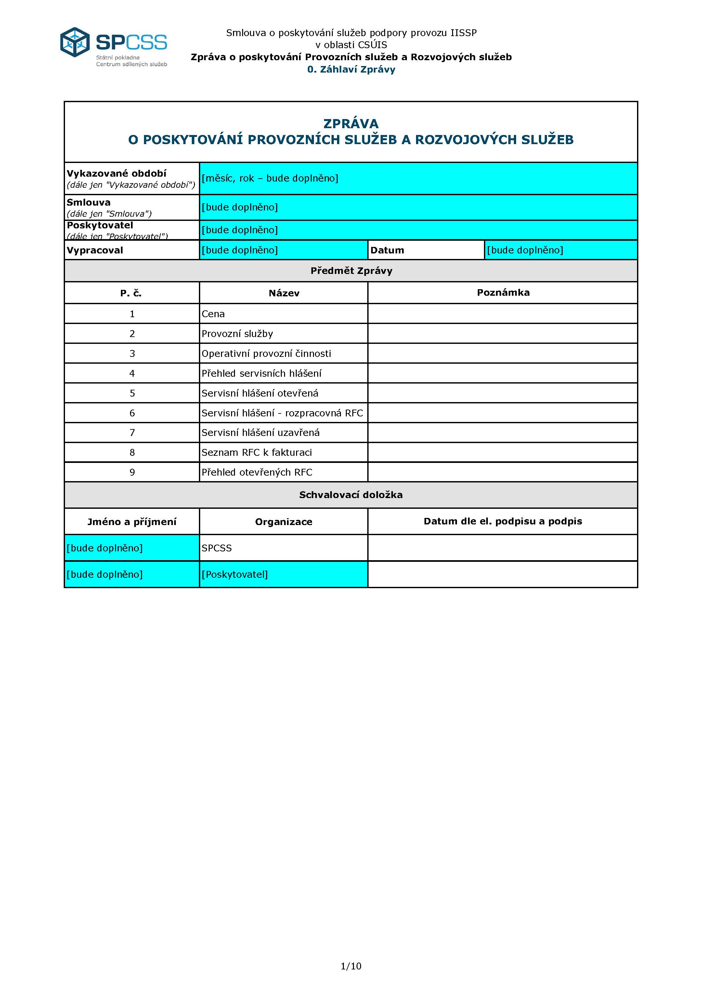 SPCSS
Státní pokladna
Centrum sdílených služeb
Smlouva o poskytování služeb podpory provozu IISSP
v oblasti CSÚIS
Zpráva o poskytování Provozních služeb a Rozvojových služeb
0. Záhlaví Zprávy
ZPRÁVA
O POSKYTOVÁNÍ PROVOZNÍCH SLUŽEB A ROZVOJOVÝCH SLUŽEB
Vykazované období
(dále jen "Vykazované období")
[měsíc, rok – bude doplněno]
Smlouva
(dále jen "Smlouva")
[bude doplněno]
Poskytovatel
(dále jen "Poskytovatel")
[bude doplněno]
Vypracoval [bude doplněno] Datum [bude doplněno]
Předmět Zprávy
P. č. Název Poznámka
1 Cena
2 Provozní služby
3 Operativní provozní činnosti
4 Přehled servisních hlášení
5 Servisní hlášení otevřená
6 Servisní hlášení - rozpracovná RFC
7 Servisní hlášení uzavřená
8 Seznam RFC k fakturaci
9 Přehled otevřených RFC
Schvalovací doložka
Jméno a příjmení Organizace Datum dle el. podpisu a podpis
[bude doplněno] SPCSS
[bude doplněno] [Poskytovatel]
1/10